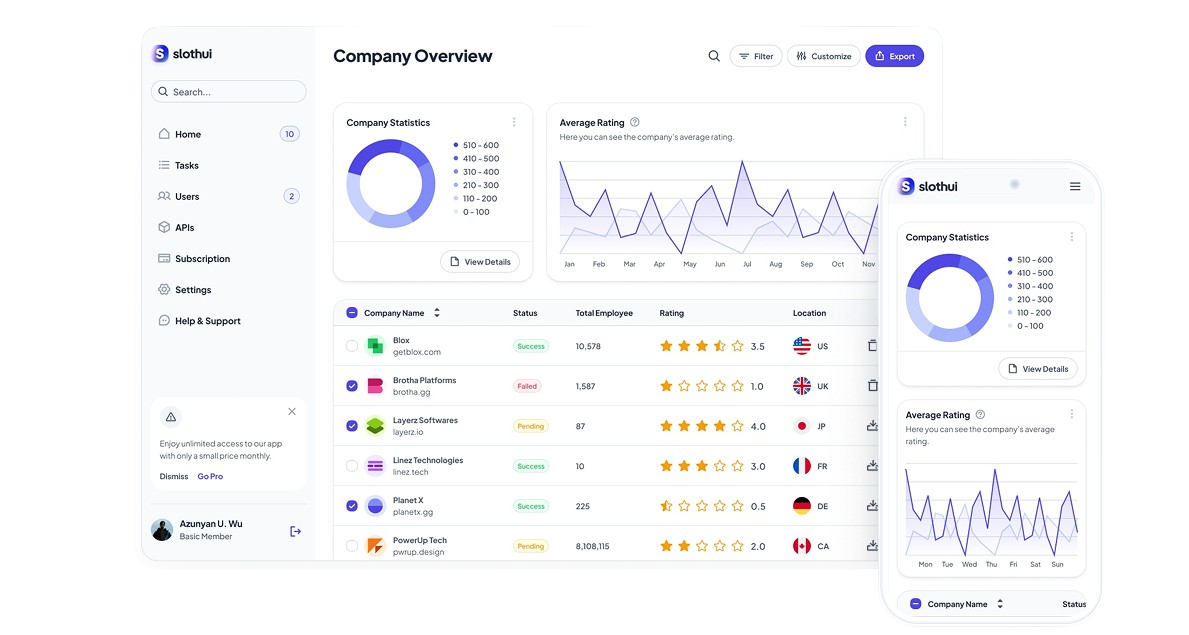 S slothui
Search...
Home 10
Tasks
Users 2
APIs
Subscription
Settings
Help & Support
Enjoy unlimited access to our app
with only a small price monthly.
Dismiss Go Pro
Azunyan U. Wu
Basic Member
Company Overview
Filter Customize Export
Company Statistics
510 - 600
410 - 500
310 - 400
210 - 300
110 - 200
0 - 100
View Details
Average Rating
Here you can see the company's average rating.
Jan Feb Mar Apr May Jun Jul Aug Sep Oct Nov
Company Name Status Total Employee Rating Location
Blox
getblox.com
Success 10,578 3.5 US
Brotha Platforms
brotha.gg
Failed 1,587 1.0 UK
Layerz Softwares
layerz.io
Pending 87 4.0 JP
Linez Technologies
linez.tech
Success 10 3.0 FR
Planet X
planetx.gg
Success 225 0.5 DE
PowerUp Tech
pwrup.design
Pending 8,108,115 2.0 CA
S slothui
Company Statistics
510 - 600
410 - 500
310 - 400
210 - 300
110 - 200
0 - 100
View Details
Average Rating
Here you can see the company's average
rating.
Mon Tue Wed Thu Fri Sat Sun
Company Name Status